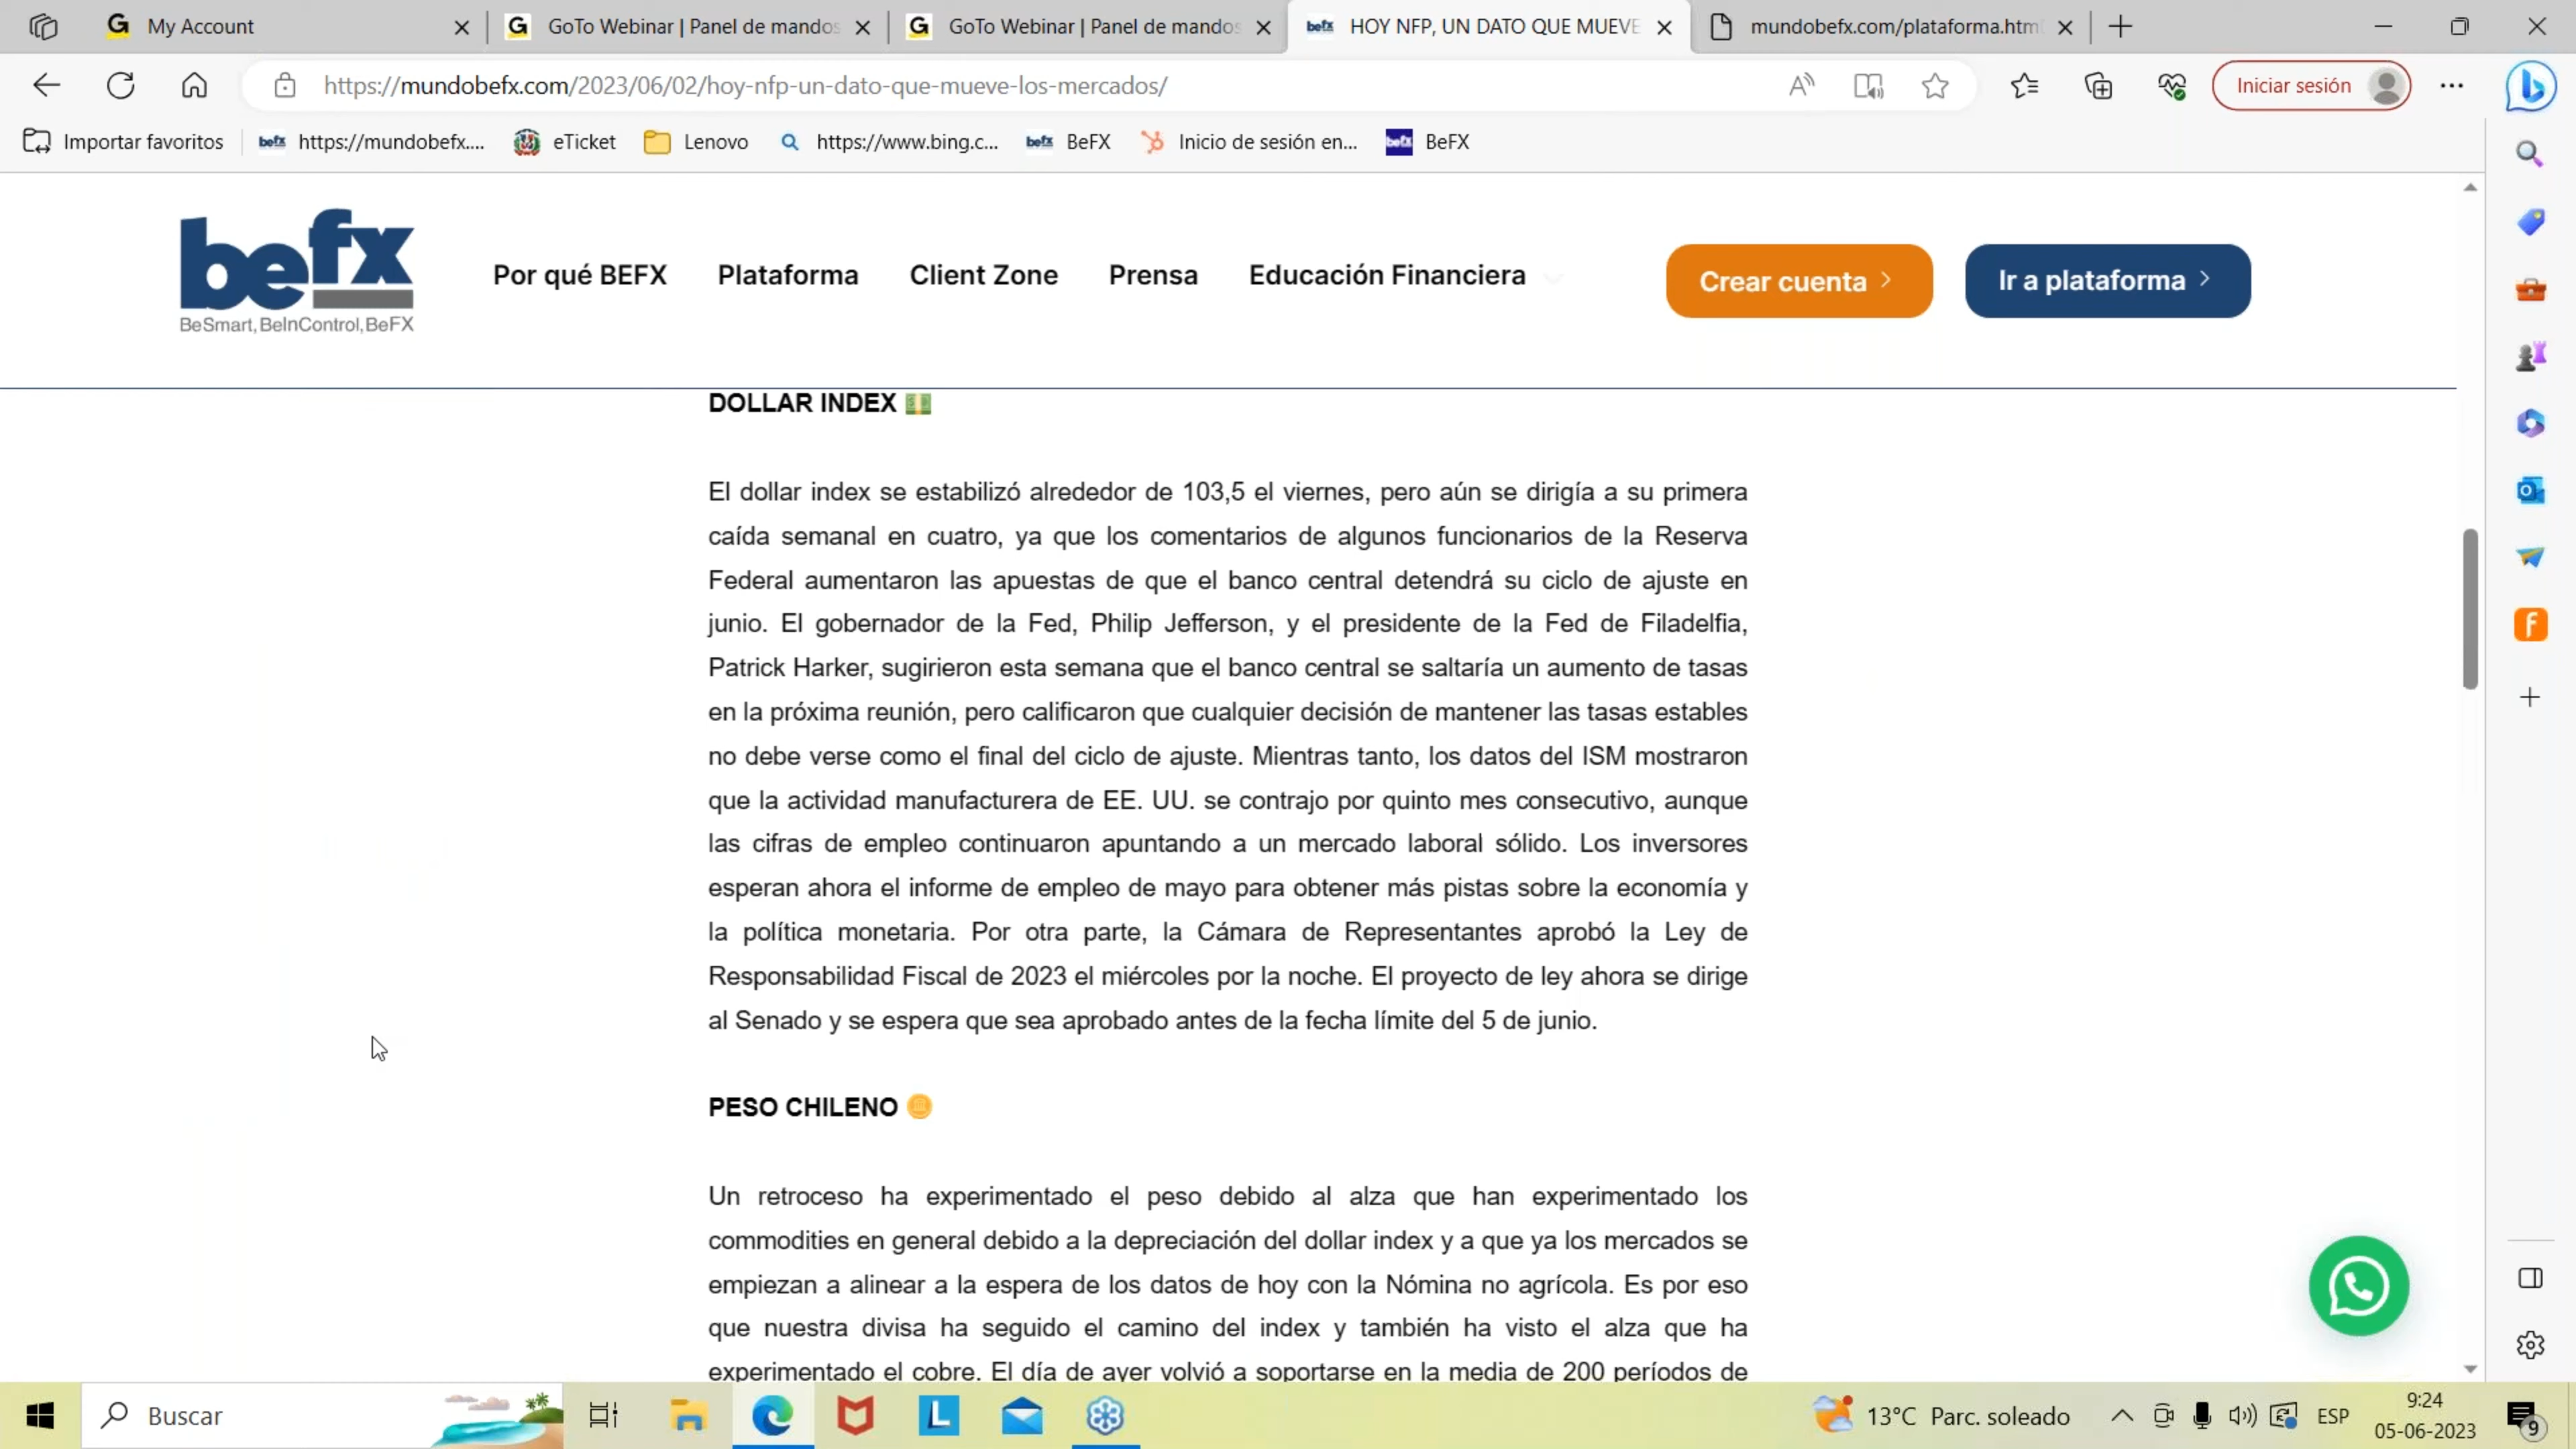 My Account
GoTo Webinar | Panel de mandos
GoTo Webinar | Panel de mandos
befx HOY NFP, UN DATO QUE MUEVE
mundobefx.com/plataforma.htm
https://mundobefx.com/2023/06/02/hoy-nfp-un-dato-que-mueve-los-mercados/
Iniciar sesión
Importar favoritos
befx https://mundobefx....
eTicket
Lenovo
https://www.bing.c...
befx BeFX
Inicio de sesión en...
befx BeFX
befx
BeSmart, BeInControl, BeFX
Por qué BEFX
Plataforma
Client Zone
Prensa
Educación Financiera
Crear cuenta
Ir a plataforma
DOLLAR INDEX
El dollar index se estabilizó alrededor de 103,5 el viernes, pero aún se dirigía a su primera
caída semanal en cuatro, ya que los comentarios de algunos funcionarios de la Reserva
Federal aumentaron las apuestas de que el banco central detendrá su ciclo de ajuste en
junio. El gobernador de la Fed, Philip Jefferson, y el presidente de la Fed de Filadelfia,
Patrick Harker, sugirieron esta semana que el banco central se saltaría un aumento de tasas
en la próxima reunión, pero calificaron que cualquier decisión de mantener las tasas estables
no debe verse como el final del ciclo de ajuste. Mientras tanto, los datos del ISM mostraron
que la actividad manufacturera de EE. UU. se contrajo por quinto mes consecutivo, aunque
las cifras de empleo continuaron apuntando a un mercado laboral sólido. Los inversores
esperan ahora el informe de empleo de mayo para obtener más pistas sobre la economía y
la política monetaria. Por otra parte, la Cámara de Representantes aprobó la Ley de
Responsabilidad Fiscal de 2023 el miércoles por la noche. El proyecto de ley ahora se dirige
al Senado y se espera que sea aprobado antes de la fecha límite del 5 de junio.
PESO CHILENO
Un retroceso ha experimentado el peso debido al alza que han experimentado los
commodities en general debido a la depreciación del dollar index y a que ya los mercados se
empiezan a alinear a la espera de los datos de hoy con la Nómina no agrícola. Es por eso
que nuestra divisa ha seguido el camino del index y también ha visto el alza que ha
experimentado el cobre. El día de ayer volvió a soportarse en la media de 200 períodos de
Buscar
13°C Parc. soleado
ESP
9:24
05-06-2023
9